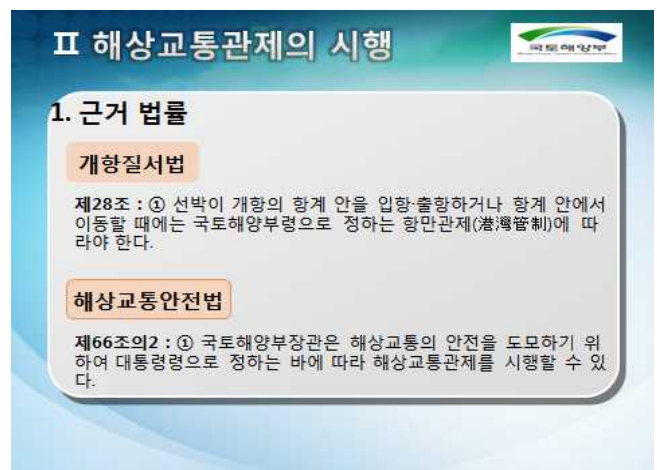 Ⅱ 해상교통관제의 시행
국토해양부
1. 근거 법률
개항질서법
제28조 : ① 선박이 개항의 항계 안을 입항·출항하거나 항계 안에서
이동할 때에는 국토해양부령으로 정하는 항만관제(港灣管制)에 따
라야 한다.
해상교통안전법
제66조의2 : ① 국토해양부장관은 해상교통의 안전을 도모하기 위
하여 대통령령으로 정하는 바에 따라 해상교통관제를 시행할 수 있
다.